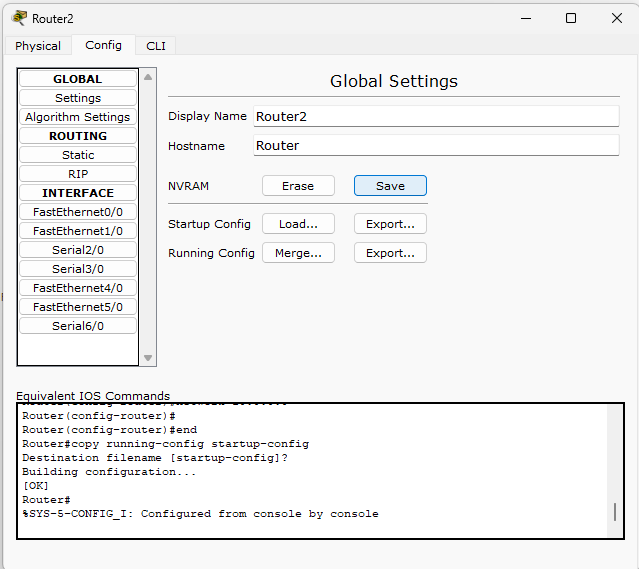 Router2
Physical Config CLI
GLOBAL
Settings
Algorithm Settings
ROUTING
Static
RIP
INTERFACE
FastEthernet0/0
FastEthernet1/0
Serial2/0
Serial3/0
FastEthernet4/0
FastEthernet5/0
Serial6/0
Global Settings
Display Name Router2
Hostname Router
NVRAM Erase Save
Startup Config Load... Export...
Running Config Merge... Export...
Equivalent IOS Commands
Router(config-router)#
Router(config-router)#end
Router#copy running-config startup-config
Destination filename [startup-config]?
Building configuration...
[OK]
Router#
%SYS-5-CONFIG_I: Configured from console by console